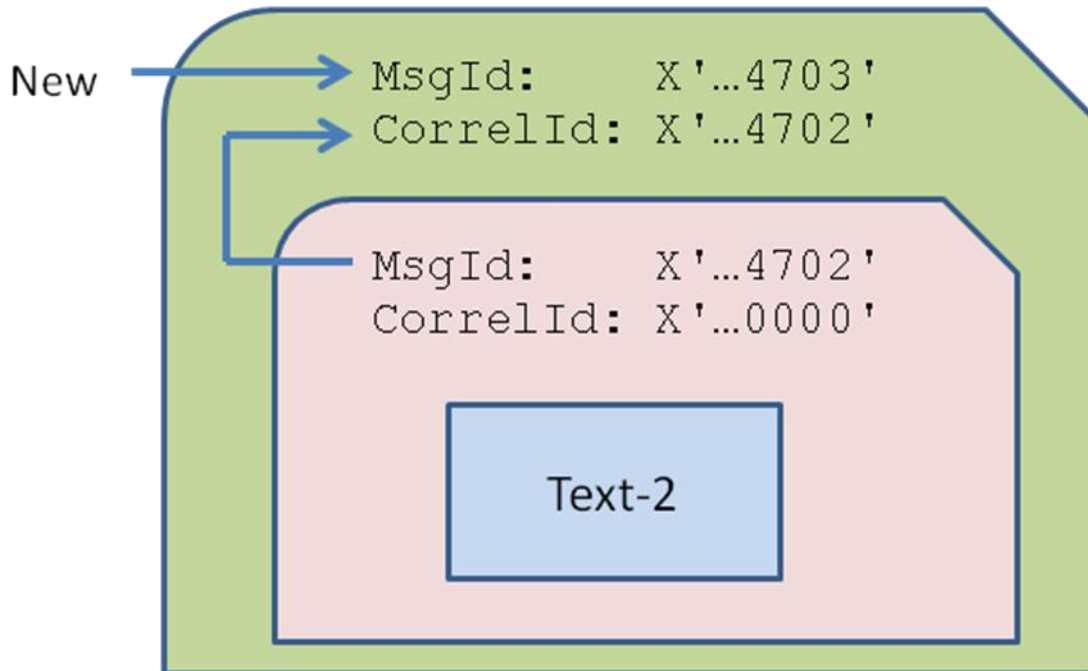 New
MsgId: X'…4703'
CorrelId: X'…4702'
MsgId: X'…4702'
CorrelId: X'…0000'
Text-2